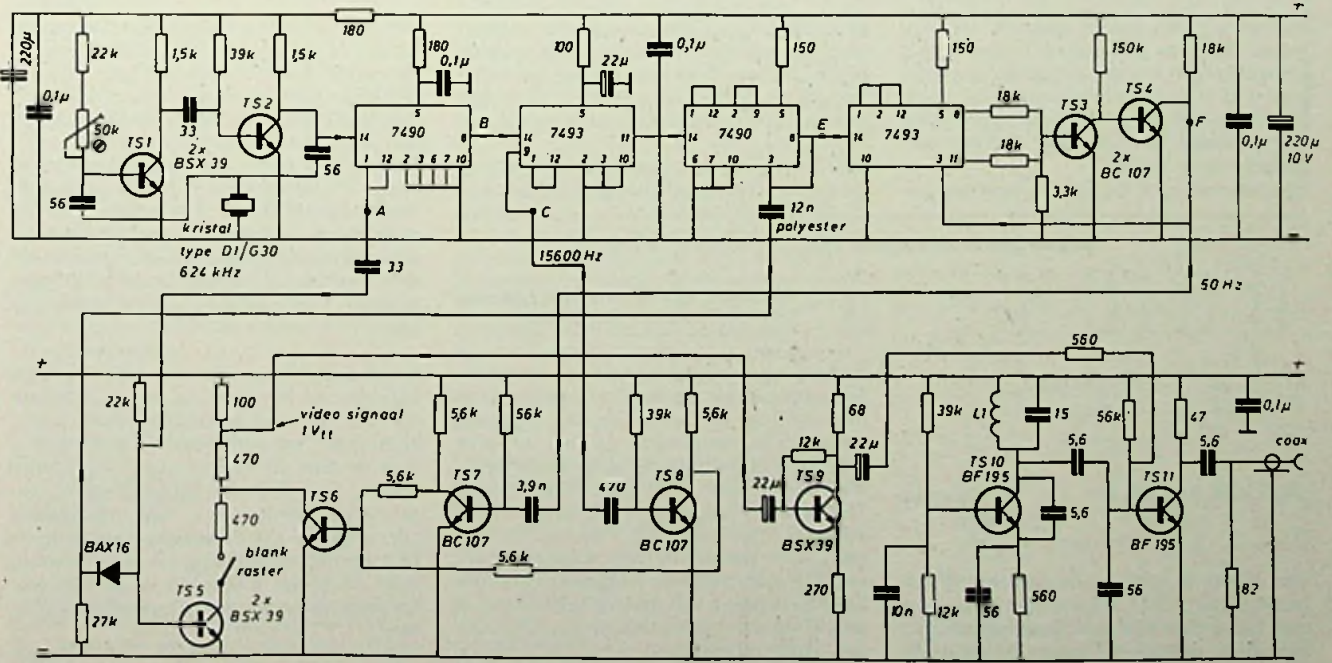 +
220µ
0,1µ
22k
50k
56
1,5k
39k
1,5k
180
TS1
33
2x
BSX 39
TS2
56
kristal
type D1/G30
624 kHz
180
0,1µ
5
14 7490 8
1 12 2 3 6 7 10
A
33
B
100
22µ
5
14 7493 11
9
1 12 2 3 10
C
15600 Hz
0,1µ
150
1 12 2 9 5
7490 8
6 7 10 3
E
12n
polyester
150
1 2 12 5 8
14 7493
10 3 11
18k
18k
3,3k
TS3
150k
TS4
2x
BC 107
18k
F
0,1µ
220µ
10 V
=
50 Hz
+
22k
100
video signaal
1Vtt
470
470
blank
raster
BAX16
27k
TS5
2x
BSX 39
TS6
5,6k
5,6k
5,6k
TS7
BC107
56k
3,9n
470
39k
5,6k
TS8
BC107
22µ
12k
TS9
BSX39
68
22µ
270
560
39k
10n
12k
L1
15
TS10
BF195
5,6
56
560
5,6
56
56k
TS11
BF 195
47
5,6
0,1µ
coax
82
+
=